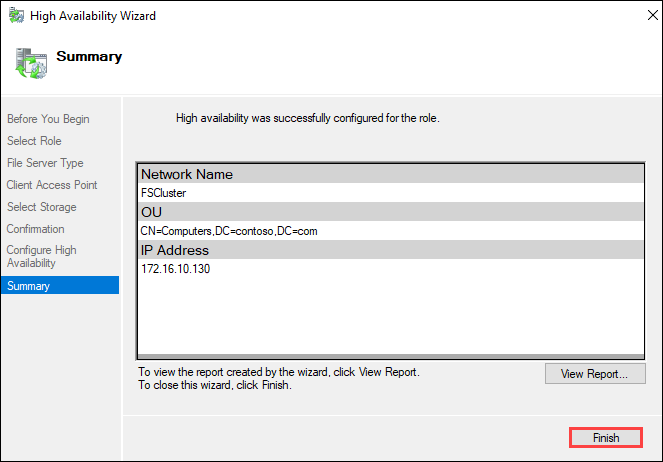 High Availability Wizard
Summary
Before You Begin
Select Role
File Server Type
Client Access Point
Select Storage
Confirmation
Configure High
Availability
Summary
High availability was successfully configured for the role.
Network Name
FSCluster
OU
CN=Computers,DC=contoso,DC=com
IP Address
172.16.10.130
To view the report created by the wizard, click View Report.
To close this wizard, click Finish.
View Report...
Finish